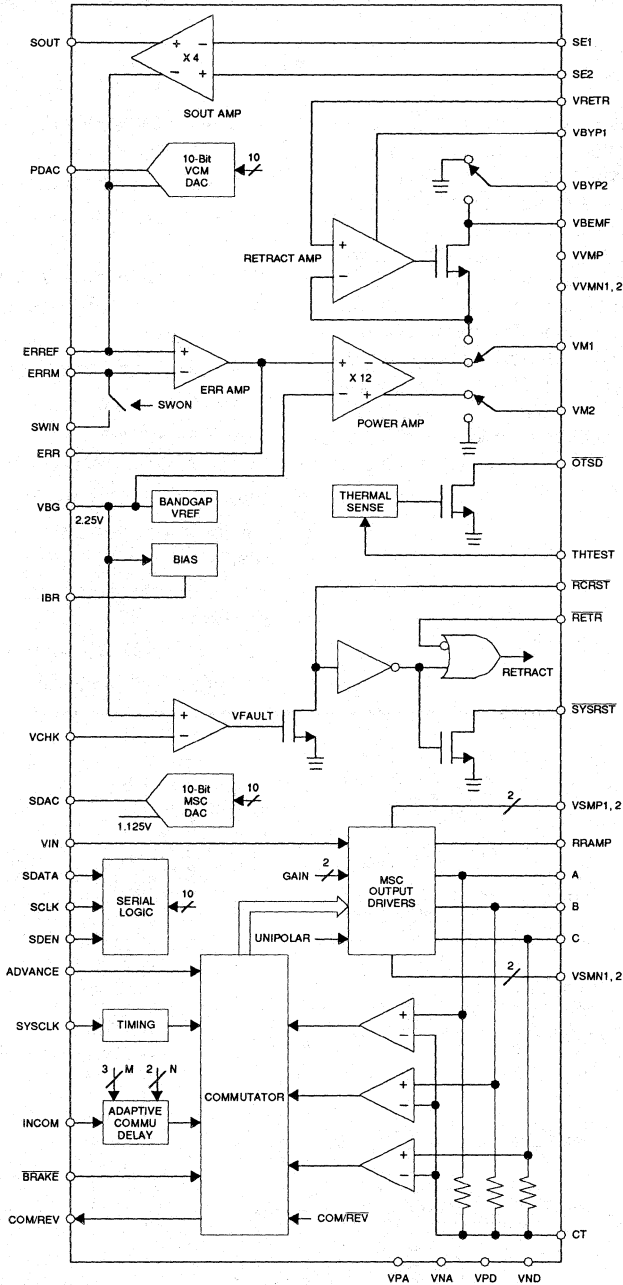 SOUT
+
−
X 4
−
+
SE1
SE2
SOUT AMP
VRETR
VBYP1
PDAC
10-Bit
VCM
DAC
10
VBYP2
VBEMF
RETRACT AMP
+
−
VVMP
VVMN1, 2
ERREF
ERRM
+
−
ERR AMP
+
−
X 12
−
+
POWER AMP
VM1
VM2
SWON
SWIN
ERR
OTSD
VBG
2.25V
BANDGAP
VREF
THERMAL
SENSE
BIAS
THTEST
IBR
RCRST
RETR
RETRACT
VFAULT
+
−
VCHK
SYSRST
SDAC
10-Bit
MSC
DAC
10
1.125V
VSMP1, 2
2
VIN
RRAMP
SDATA
SERIAL
LOGIC
10
GAIN
2
MSC
OUTPUT
DRIVERS
A
SCLK
B
SDEN
UNIPOLAR
C
ADVANCE
2
VSMN1, 2
SYSCLK
TIMING
+
−
3
M
2
N
COMMUTATOR
+
−
INCOM
ADAPTIVE
COMMU
DELAY
+
−
BRAKE
COM/REV
COM/REV
CT
VPA
VNA
VPD
VND